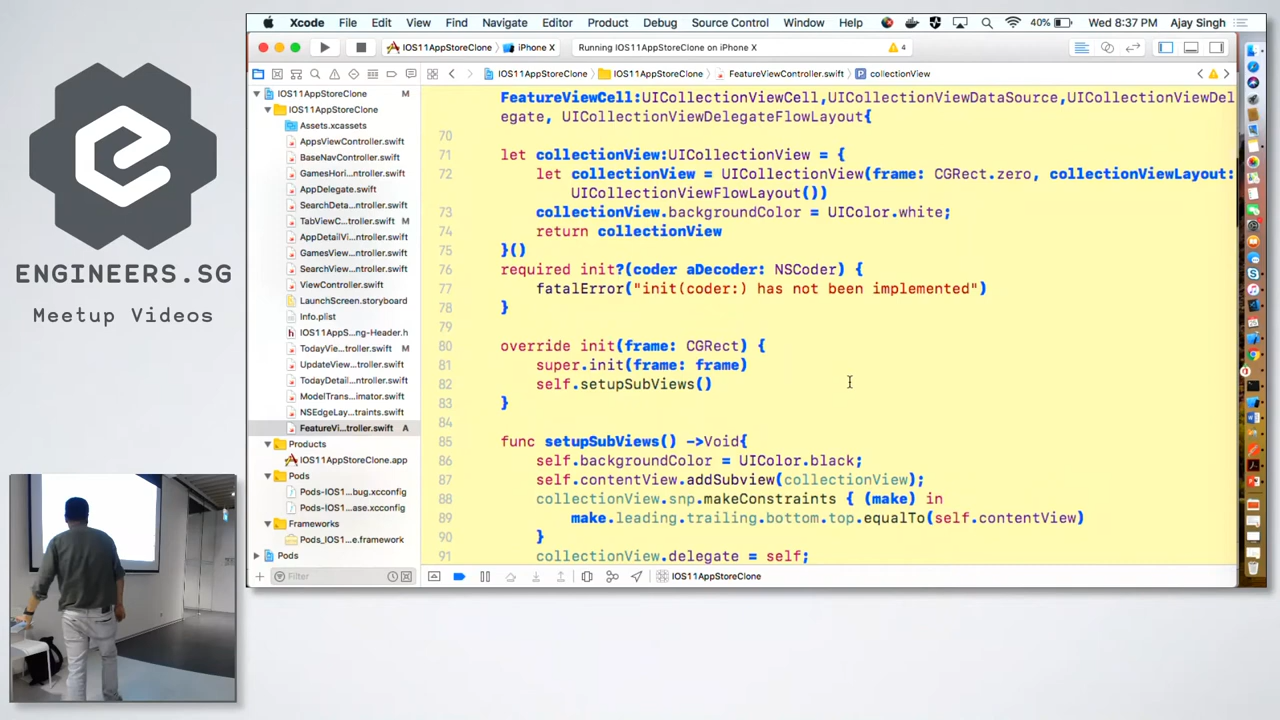 Xcode File Edit View Find Navigate Editor Product Debug Source Control Window Help 40% Wed 8:37 PM Ajay Singh
IOS11AppStoreClone iPhone X Running IOS11AppStoreClone on iPhone X 4
IOS11AppStoreClone IOS11AppStoreClone FeatureViewController.swift P collectionView
IOS11AppStoreClone M
IOS11AppStoreClone
Assets.xcassets
AppsViewController.swift
BaseNavController.swift
GamesHori...ntroller.swift
AppDelegate.swift
SearchDeta...ntroller.swift
TabViewC...troller.swift M
AppDetailVi...ntroller.swift
GamesView...troller.swift
SearchView...troller.swift
ViewController.swift
LaunchScreen.storyboard
Info.plist
IOS11AppS...ng-Header.h
TodayVie...troller.swift M
UpdateView...troller.swift
TodayDetail...troller.swift
ModelTrans...imator.swift
NSEdgeLay...traints.swift
FeatureVi...troller.swift A
Products
IOS11AppStoreClone.app
Pods
Pods-IOS1...bug.xcconfig
Pods-IOS1...ase.xcconfig
Frameworks
Pods_IOS1...e.framework
Pods
Filter
FeatureViewCell:UICollectionViewCell,UICollectionViewDataSource,UICollectionViewDel
egate, UICollectionViewDelegateFlowLayout{
70
71 let collectionView:UICollectionView = {
72 let collectionView = UICollectionView(frame: CGRect.zero, collectionViewLayout:
UICollectionViewFlowLayout())
73 collectionView.backgroundColor = UIColor.white;
74 return collectionView
75 }()
76 required init?(coder aDecoder: NSCoder) {
77 fatalError("init(coder:) has not been implemented")
78 }
79
80 override init(frame: CGRect) {
81 super.init(frame: frame)
82 self.setupSubViews()
83 }
84
85 func setupSubViews() ->Void{
86 self.backgroundColor = UIColor.black;
87 self.contentView.addSubview(collectionView);
88 collectionView.snp.makeConstraints { (make) in
89 make.leading.trailing.bottom.top.equalTo(self.contentView)
90 }
91 collectionView.delegate = self;
IOS11AppStoreClone
ENGINEERS.SG
Meetup Videos